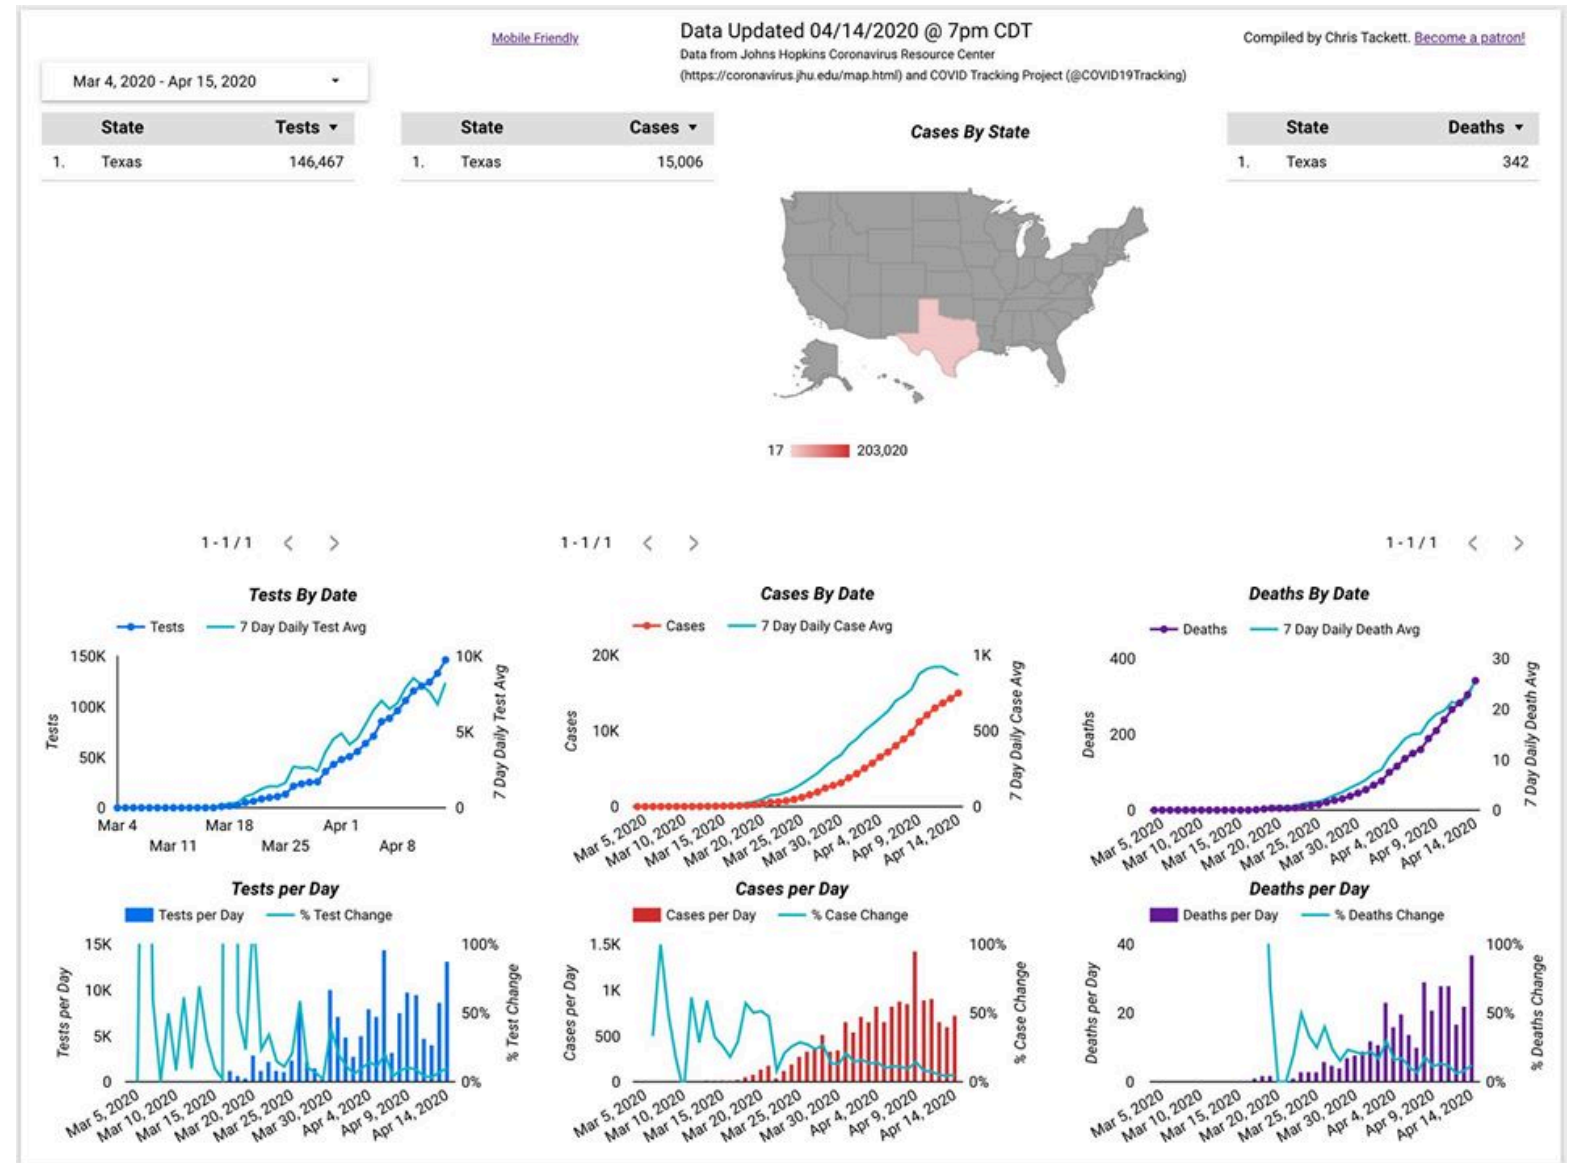 Mobile Friendly
Data Updated 04/14/2020 @ 7pm CDT
Data from Johns Hopkins Coronavirus Resource Center
(https://coronavirus.jhu.edu/map.html) and COVID Tracking Project (@COVID19Tracking)
Compiled by Chris Tackett. Become a patron!
Mar 4, 2020 - Apr 15, 2020
State Tests
1. Texas 146,467
State Cases
1. Texas 15,006
Cases By State
17 203,020
State Deaths
1. Texas 342
1 - 1 / 1
1 - 1 / 1
1 - 1 / 1
Tests By Date
Tests 7 Day Daily Test Avg
150K
100K
50K
0
Tests
10K
5K
0
7 Day Daily Test Avg
Mar 4 Mar 18 Apr 1
Mar 11 Mar 25 Apr 8
Cases By Date
Cases 7 Day Daily Case Avg
20K
10K
0
Cases
1K
500
0
7 Day Daily Case Avg
Mar 5, 2020 Mar 10, 2020 Mar 15, 2020 Mar 20, 2020 Mar 25, 2020 Mar 30, 2020 Apr 4, 2020 Apr 9, 2020 Apr 14, 2020
Deaths By Date
Deaths 7 Day Daily Death Avg
400
200
0
Deaths
30
20
10
0
7 Day Daily Death Avg
Mar 5, 2020 Mar 10, 2020 Mar 15, 2020 Mar 20, 2020 Mar 25, 2020 Mar 30, 2020 Apr 4, 2020 Apr 9, 2020 Apr 14, 2020
Tests per Day
Tests per Day % Test Change
15K
10K
5K
0
Tests per Day
100%
50%
0%
% Test Change
Mar 5, 2020 Mar 10, 2020 Mar 15, 2020 Mar 20, 2020 Mar 25, 2020 Mar 30, 2020 Apr 4, 2020 Apr 9, 2020 Apr 14, 2020
Cases per Day
Cases per Day % Case Change
1.5K
1K
500
0
Cases per Day
100%
50%
0%
% Case Change
Mar 5, 2020 Mar 10, 2020 Mar 15, 2020 Mar 20, 2020 Mar 25, 2020 Mar 30, 2020 Apr 4, 2020 Apr 9, 2020 Apr 14, 2020
Deaths per Day
Deaths per Day % Deaths Change
40
20
0
Deaths per Day
100%
50%
0%
% Deaths Change
Mar 5, 2020 Mar 10, 2020 Mar 15, 2020 Mar 20, 2020 Mar 25, 2020 Mar 30, 2020 Apr 4, 2020 Apr 9, 2020 Apr 14, 2020